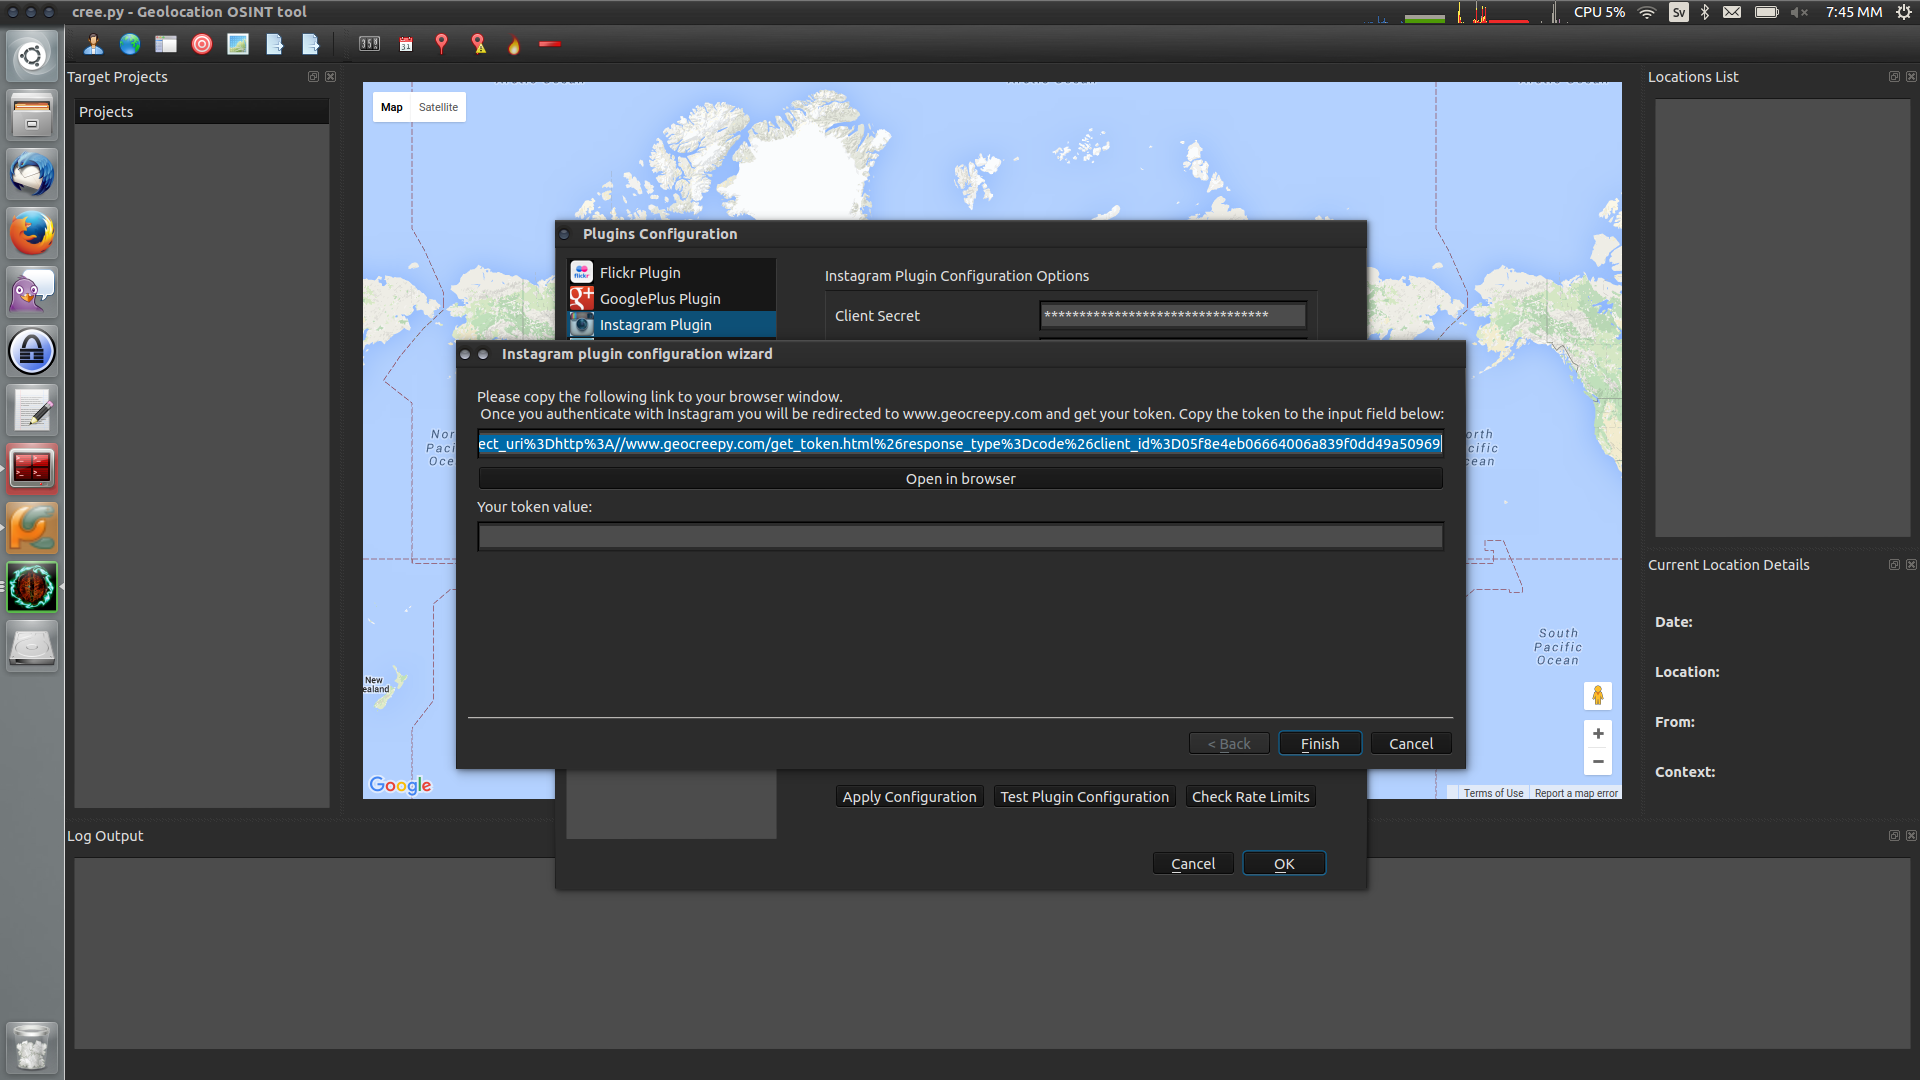 cree.py - Geolocation OSINT tool
CPU 5%
Sv
7:45 MM
Target Projects
Projects
Map
Satellite
Locations List
Plugins Configuration
flickr
Flickr Plugin
g+
GooglePlus Plugin
Instagram Plugin
Instagram Plugin Configuration Options
Client Secret
********************************
Instagram plugin configuration wizard
Please copy the following link to your browser window.
Once you authenticate with Instagram you will be redirected to www.geocreepy.com and get your token. Copy the token to the input field below:
ect_uri%3Dhttp%3A//www.geocreepy.com/get_token.html%26response_type%3Dcode%26client_id%3D05f8e4eb06664006a839f0dd49a50969
Open in browser
Your token value:
< Back
Finish
Cancel
New
ealand
South
Pacific
Ocean
Google
Terms of Use
Report a map error
Apply Configuration
Test Plugin Configuration
Check Rate Limits
Cancel
OK
Current Location Details
Date:
Location:
From:
Context:
Log Output